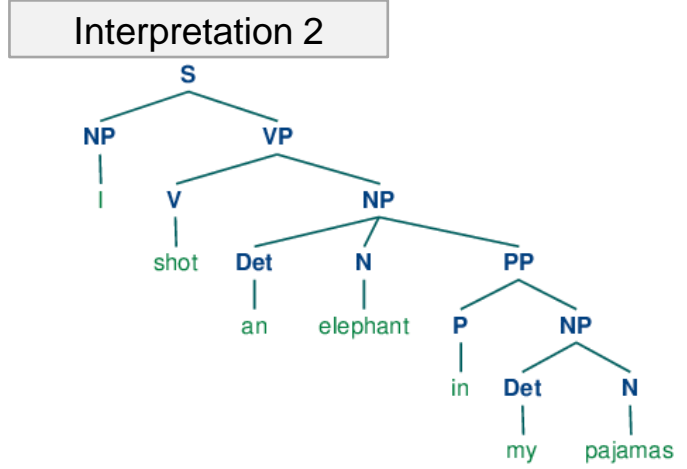 Interpretation 2
S
NP VP
I V NP
shot Det N PP
an elephant P NP
in Det N
my pajamas